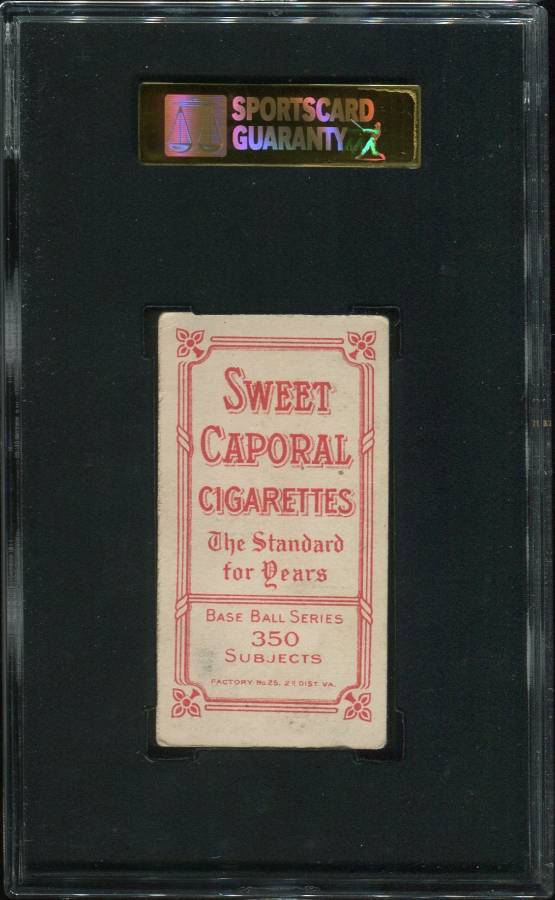 SPORTSCARD
GUARANTY
SWEET
CAPORAL
CIGARETTES
The Standard
for Years
BASE BALL SERIES
350
SUBJECTS
FACTORY No. 25, 2D DIST. VA.